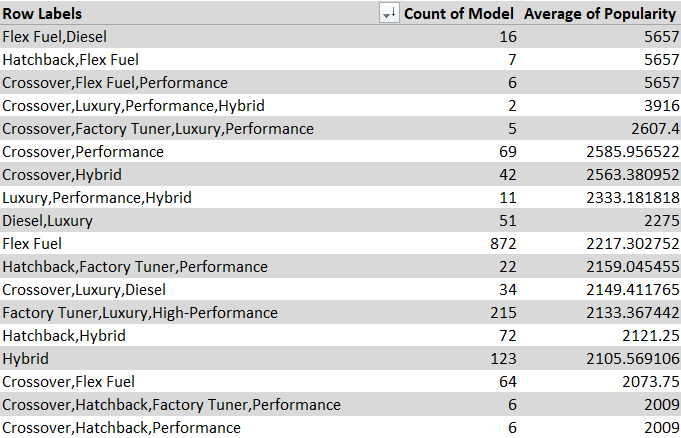 Row Labels Count of Model Average of Popularity
Flex Fuel,Diesel 16 5657
Hatchback,Flex Fuel 7 5657
Crossover,Flex Fuel,Performance 6 5657
Crossover,Luxury,Performance,Hybrid 2 3916
Crossover,Factory Tuner,Luxury,Performance 5 2607.4
Crossover,Performance 69 2585.956522
Crossover,Hybrid 42 2563.380952
Luxury,Performance,Hybrid 11 2333.181818
Diesel,Luxury 51 2275
Flex Fuel 872 2217.302752
Hatchback,Factory Tuner,Performance 22 2159.045455
Crossover,Luxury,Diesel 34 2149.411765
Factory Tuner,Luxury,High-Performance 215 2133.367442
Hatchback,Hybrid 72 2121.25
Hybrid 123 2105.569106
Crossover,Flex Fuel 64 2073.75
Crossover,Hatchback,Factory Tuner,Performance 6 2009
Crossover,Hatchback,Performance 6 2009